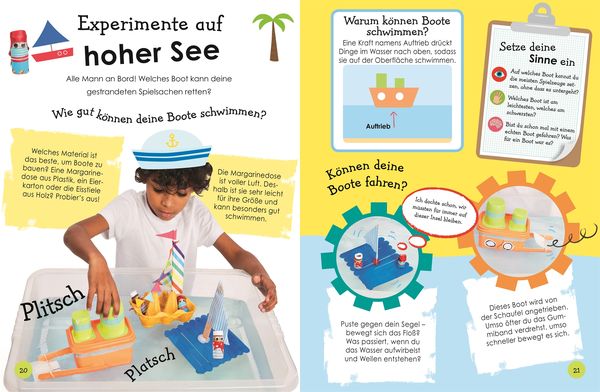 Experimente auf
hoher See
Alle Mann an Bord! Welches Boot kann deine
gestrandeten Spielsachen retten?
Wie gut können deine Boote schwimmen?
Welches Material ist
das beste, um Boote zu
bauen? Eine Margarine-
dose aus Plastik, ein Eier-
karton oder die Eisstiele
aus Holz? Probier's aus!
Die Margarinedose
ist voller Luft. Des-
halb ist sie sehr leicht
für ihre Größe und
kann besonders gut
schwimmen.
Plitsch
Platsch
20
Warum können Boote
schwimmen?
Eine Kraft namens Auftrieb drückt
Dinge im Wasser nach oben, sodass
sie auf der Oberfläche schwimmen.
Auftrieb
Setze deine
Sinne ein
Auf welches Boot kannst du
die meisten Spielzeuge set-
zen, ohne dass es untergeht?
Welches Boot ist am
leichtesten, welches am
schwersten?
Bist du schon mal mit einem
echten Boot gefahren? Was
für ein Boot war es?
Können deine
Boote fahren?
Ich dachte schon, wir
müssten für immer auf
dieser Insel bleiben.
Puste gegen dein Segel –
bewegt sich das Floß?
Was passiert, wenn du
das Wasser aufwirbelst
und Wellen entstehen?
Dieses Boot wird von
der Schaufel angetrieben.
Umso öfter du das Gum-
miband verdrehst, umso
schneller bewegt es sich.
21